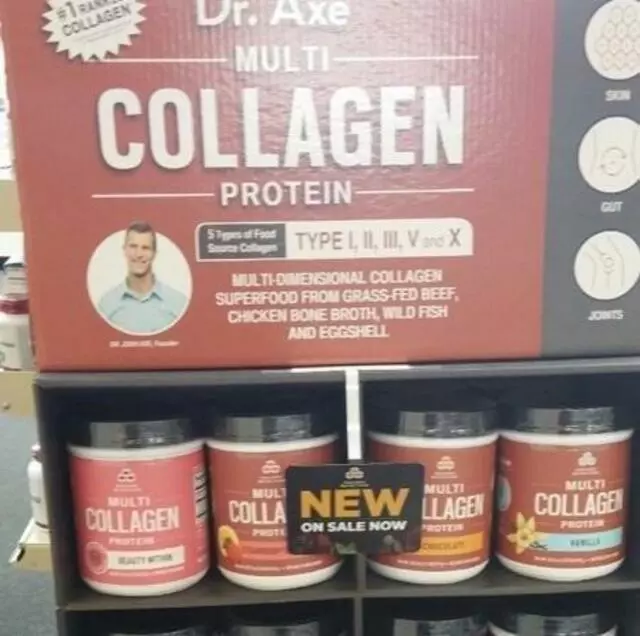 #1 RANKED
COLLAGEN
Dr. Axe
MULTI
COLLAGEN
PROTEIN
5 Types of Food
Source Collagen
TYPE I, II, III, V and X
MULTI-DIMENSIONAL COLLAGEN
SUPERFOOD FROM GRASS-FED BEEF,
CHICKEN BONE BROTH, WILD FISH
AND EGGSHELL
SKIN
GUT
JOINTS
MULTI
COLLAGEN
PROTEIN
BEAUTY WITHIN
MULT
COLLA
PROTEI
NEW
ON SALE NOW
MULTI
LLAGEN
PROTEIN
CHOCOLATE
MULTI
COLLAGEN
PROTEIN
VANILLA